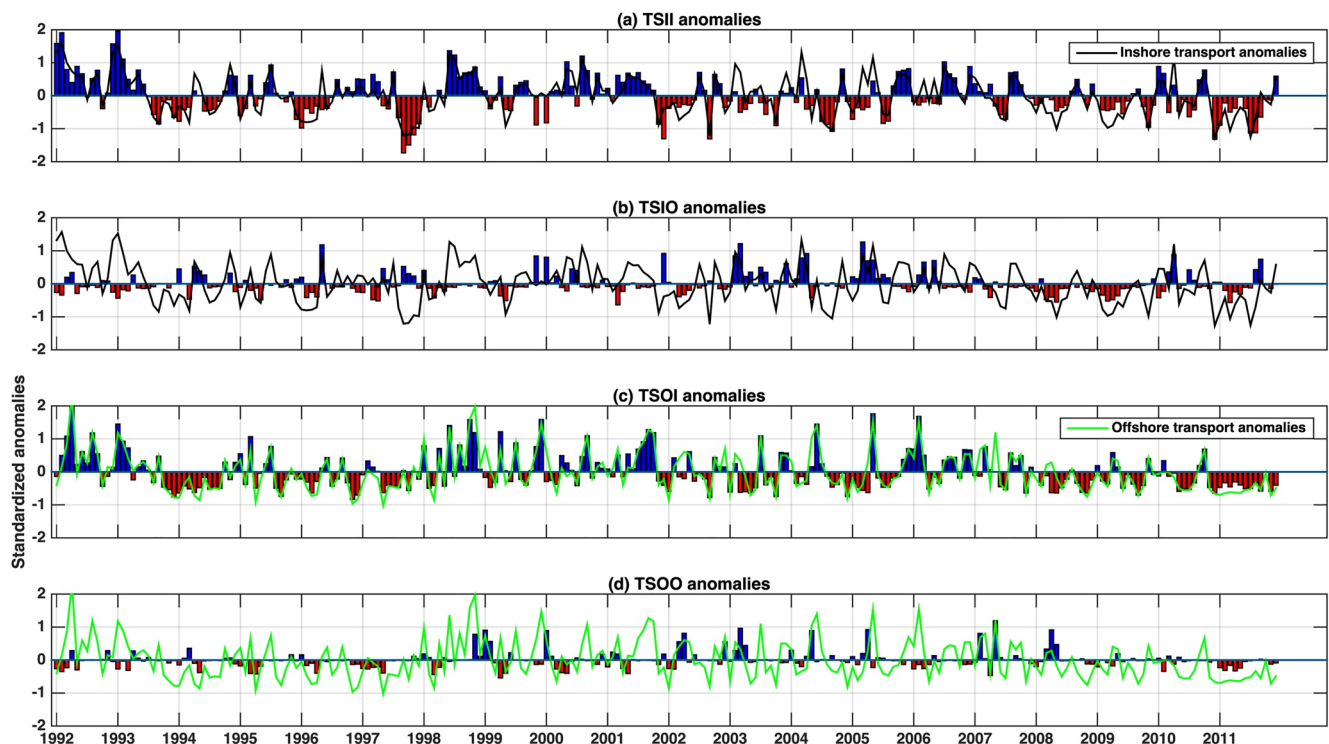 (a) TSII anomalies
2
1
0
-1
-2
Inshore transport anomalies
(b) TSIO anomalies
2
1
0
-1
-2
(c) TSOI anomalies
2
1
0
-1
-2
Offshore transport anomalies
Standardized anomalies
(d) TSOO anomalies
2
1
0
-1
-2
1992 1993 1994 1995 1996 1997 1998 1999 2000 2001 2002 2003 2004 2005 2006 2007 2008 2009 2010 2011